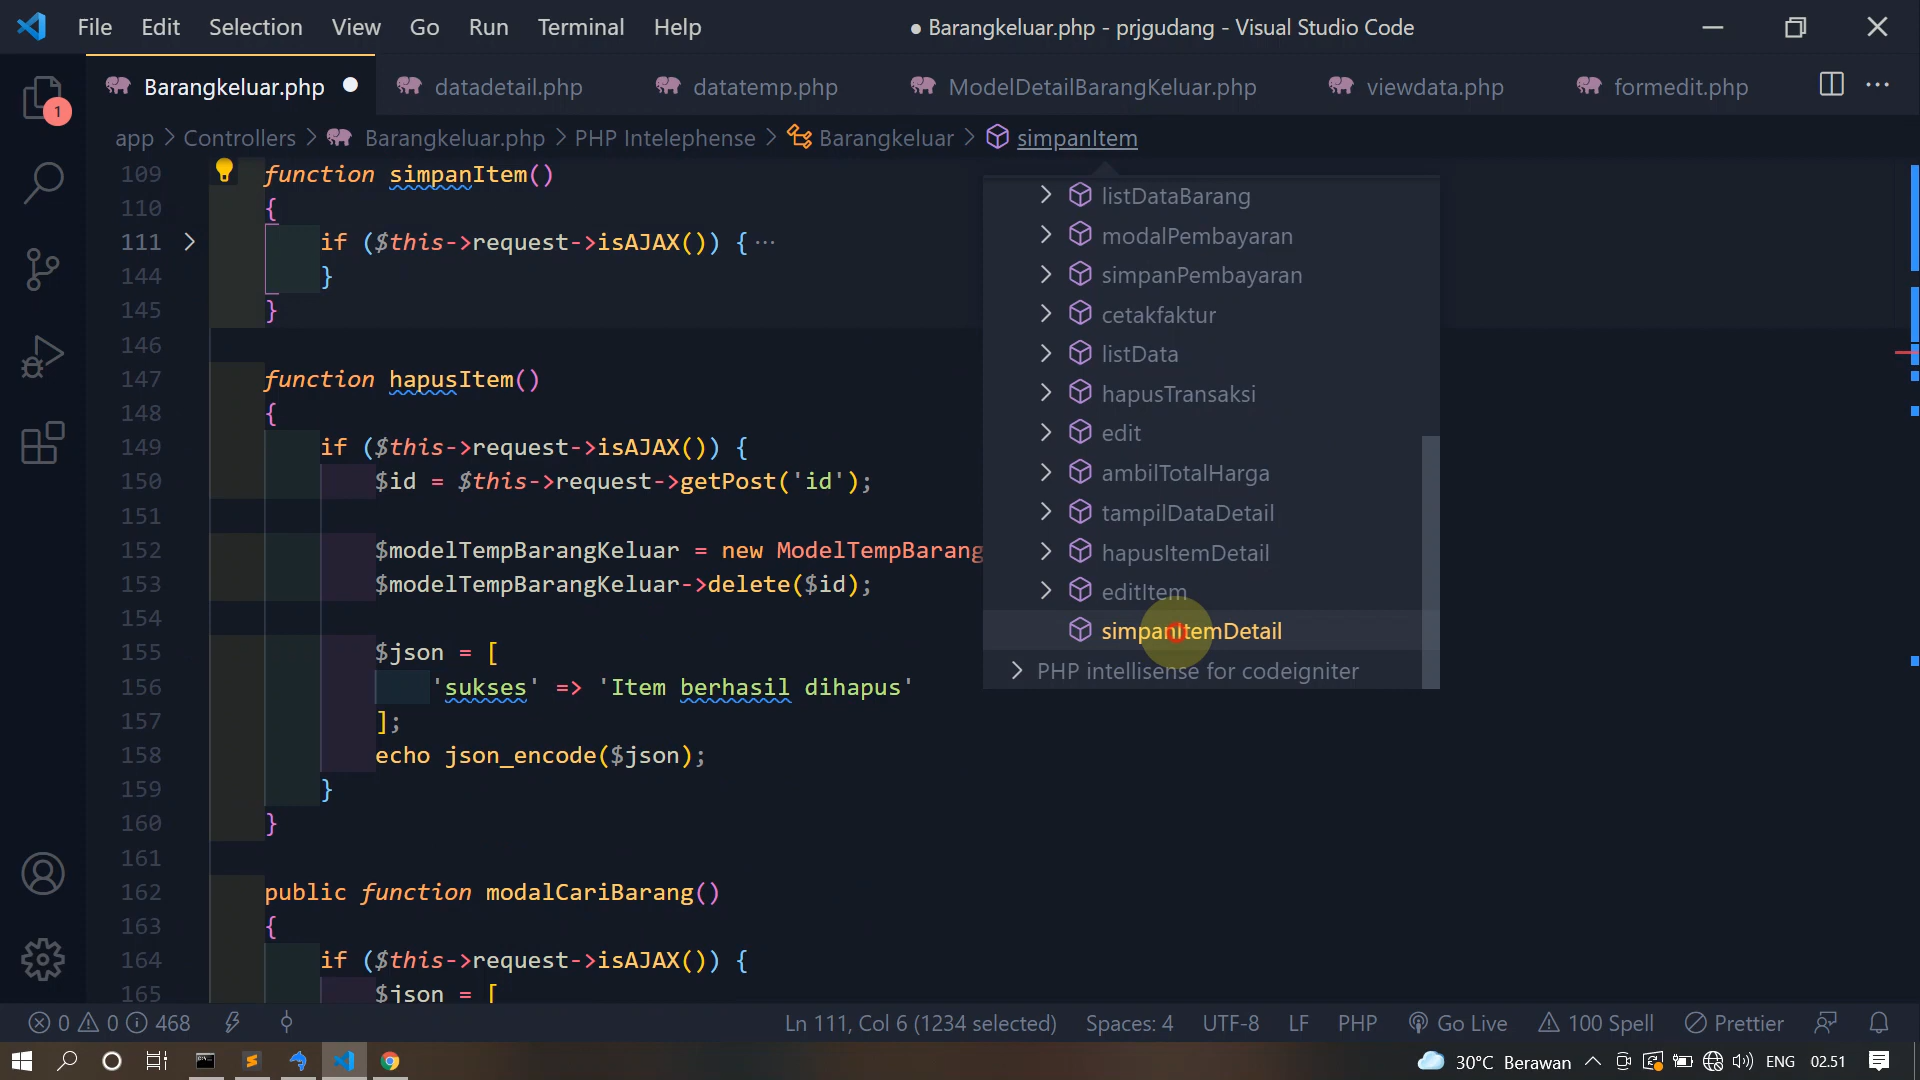 File Edit Selection View Go Run Terminal Help
● Barangkeluar.php - prjgudang - Visual Studio Code
Barangkeluar.php datadetail.php datatemp.php ModelDetailBarangKeluar.php viewdata.php formedit.php
1
app > Controllers > Barangkeluar.php > PHP Intelephense > Barangkeluar > simpanItem
109 function simpanItem()
110 {
111 if ($this->request->isAJAX()) { ...
144 }
145 }
146
147 function hapusItem()
148 {
149 if ($this->request->isAJAX()) {
150 $id = $this->request->getPost('id');
151
152 $modelTempBarangKeluar = new ModelTempBarang
153 $modelTempBarangKeluar->delete($id);
154
155 $json = [
156 'sukses' => 'Item berhasil dihapus'
157 ];
158 echo json_encode($json);
159 }
160 }
161
162 public function modalCariBarang()
163 {
164 if ($this->request->isAJAX()) {
165 $json = [
listDataBarang
modalPembayaran
simpanPembayaran
cetakfaktur
listData
hapusTransaksi
edit
ambilTotalHarga
tampilDataDetail
hapusItemDetail
editItem
simpanItemDetail
PHP intellisense for codeigniter
0 0 468 Ln 111, Col 6 (1234 selected) Spaces: 4 UTF-8 LF PHP Go Live 100 Spell Prettier
30°C Berawan ENG 02.51